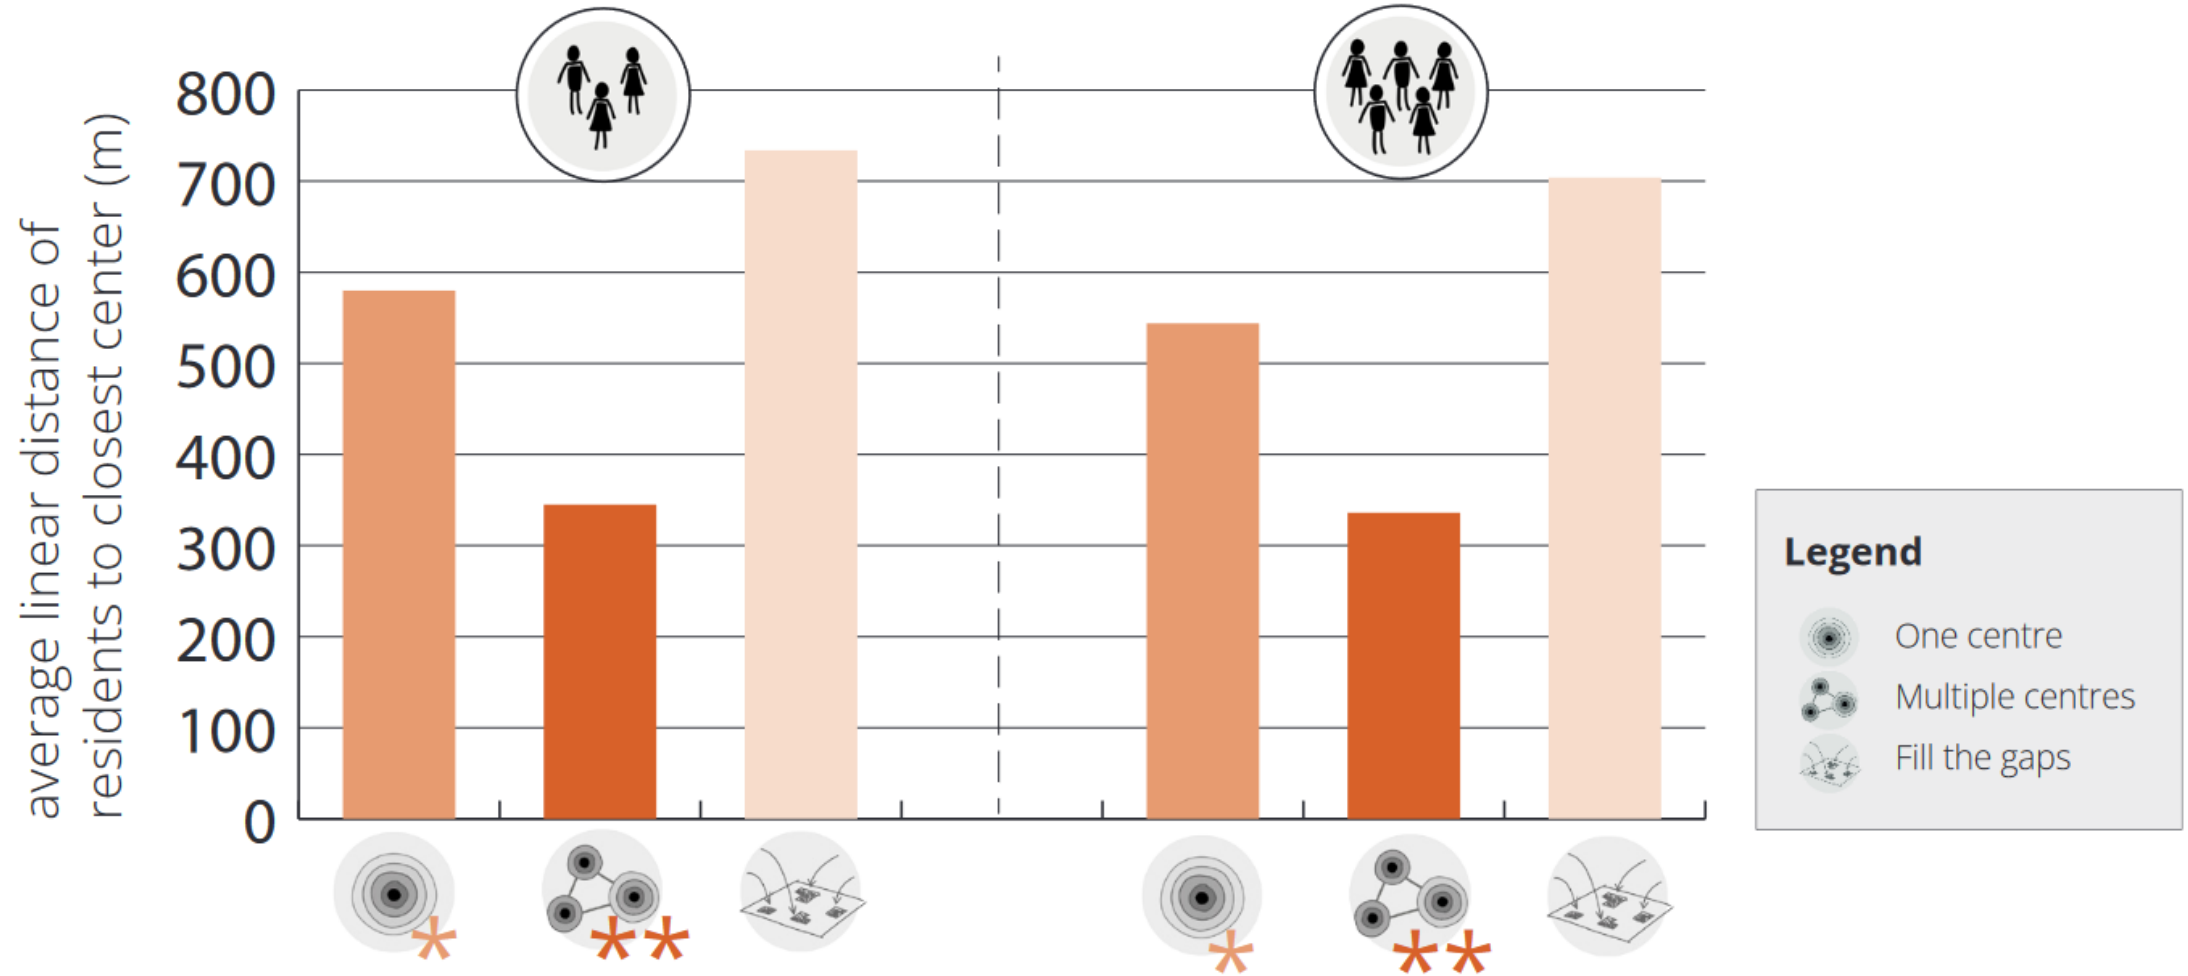 average linear distance of
residents to closest center (m)
800
700
600
500
400
300
200
100
0
*
**
*
**
Legend
One centre
Multiple centres
Fill the gaps